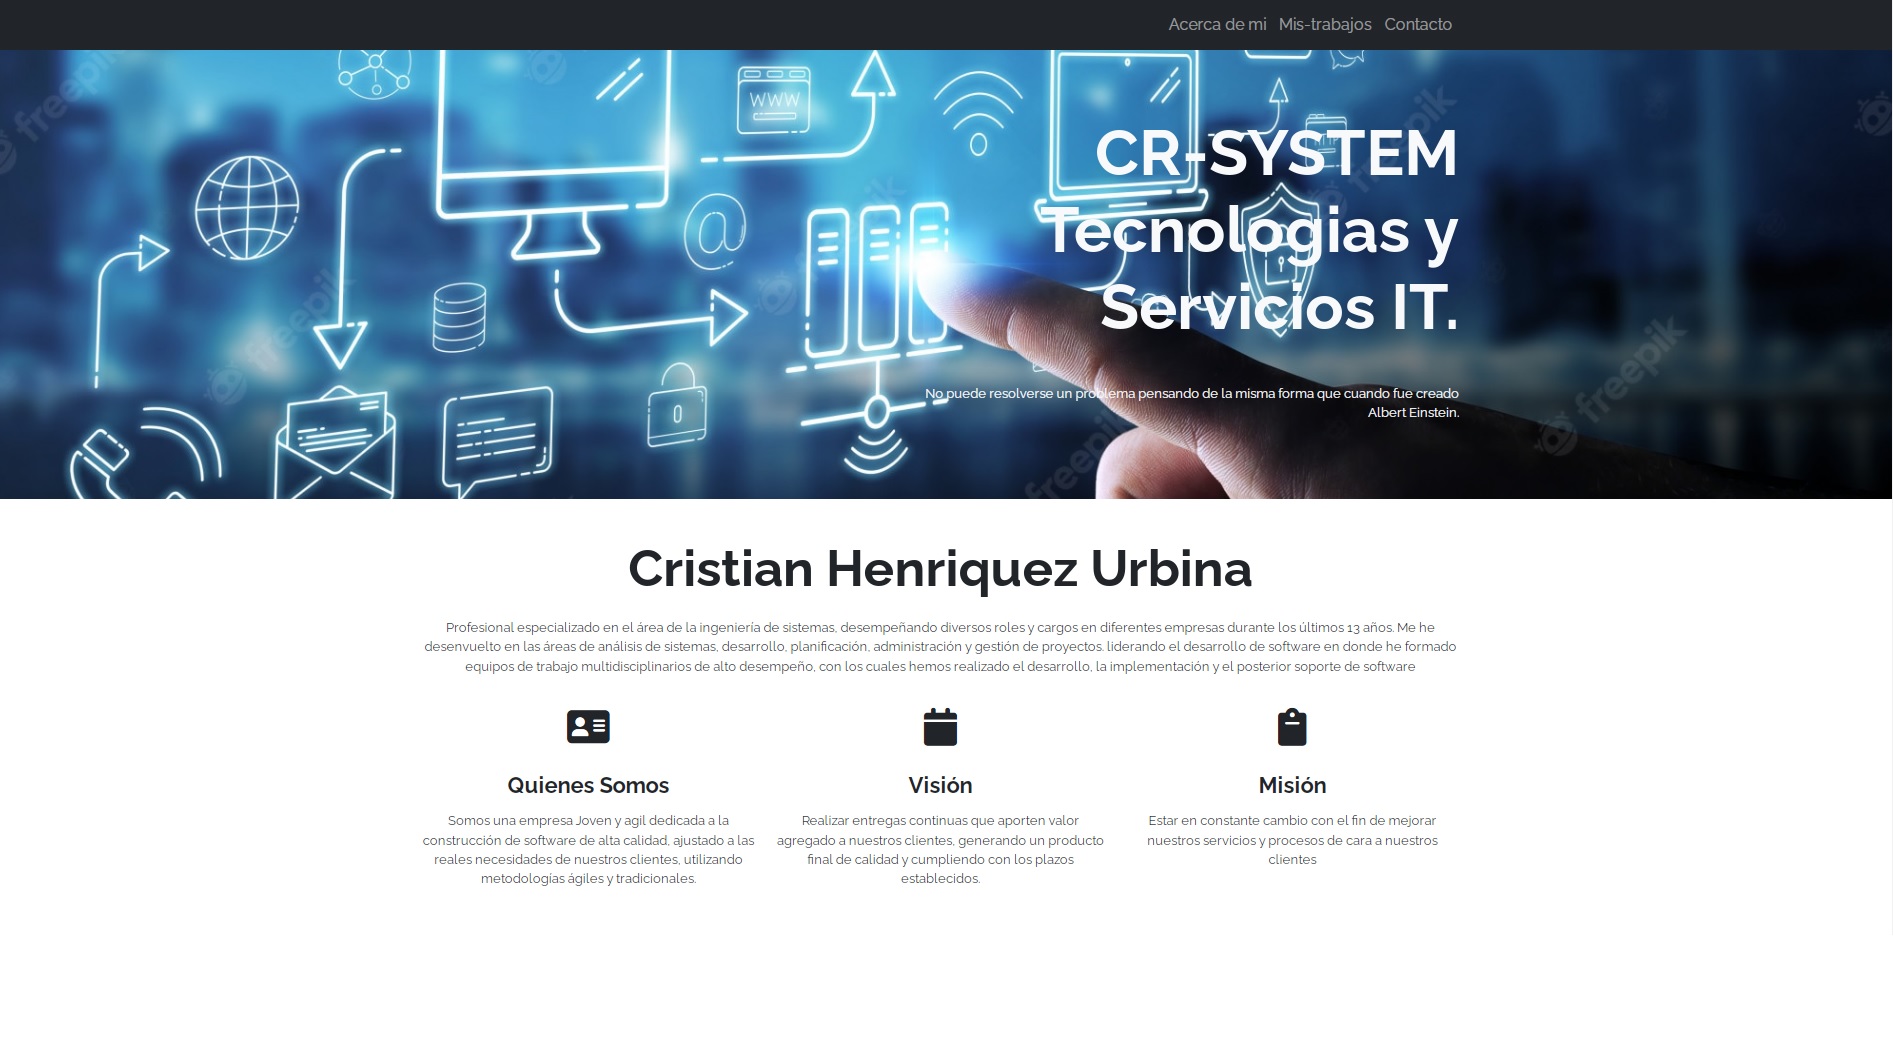 Acerca de mi Mis-trabajos Contacto
freepik
freepik
freepik
freepik
freepik
WWW
@
CR-SYSTEM
Tecnologias y
Servicios IT.
No puede resolverse un problema pensando de la misma forma que cuando fue creado
Albert Einstein.
Cristian Henriquez Urbina
Profesional especializado en el área de la ingeniería de sistemas, desempeñando diversos roles y cargos en diferentes empresas durante los últimos 13 años. Me he
desenvuelto en las áreas de análisis de sistemas, desarrollo, planificación, administración y gestión de proyectos. liderando el desarrollo de software en donde he formado
equipos de trabajo multidisciplinarios de alto desempeño, con los cuales hemos realizado el desarrollo, la implementación y el posterior soporte de software
Quienes Somos
Somos una empresa Joven y agil dedicada a la
construcción de software de alta calidad, ajustado a las
reales necesidades de nuestros clientes, utilizando
metodologías ágiles y tradicionales.
Visión
Realizar entregas continuas que aporten valor
agregado a nuestros clientes, generando un producto
final de calidad y cumpliendo con los plazos
establecidos.
Misión
Estar en constante cambio con el fin de mejorar
nuestros servicios y procesos de cara a nuestros
clientes